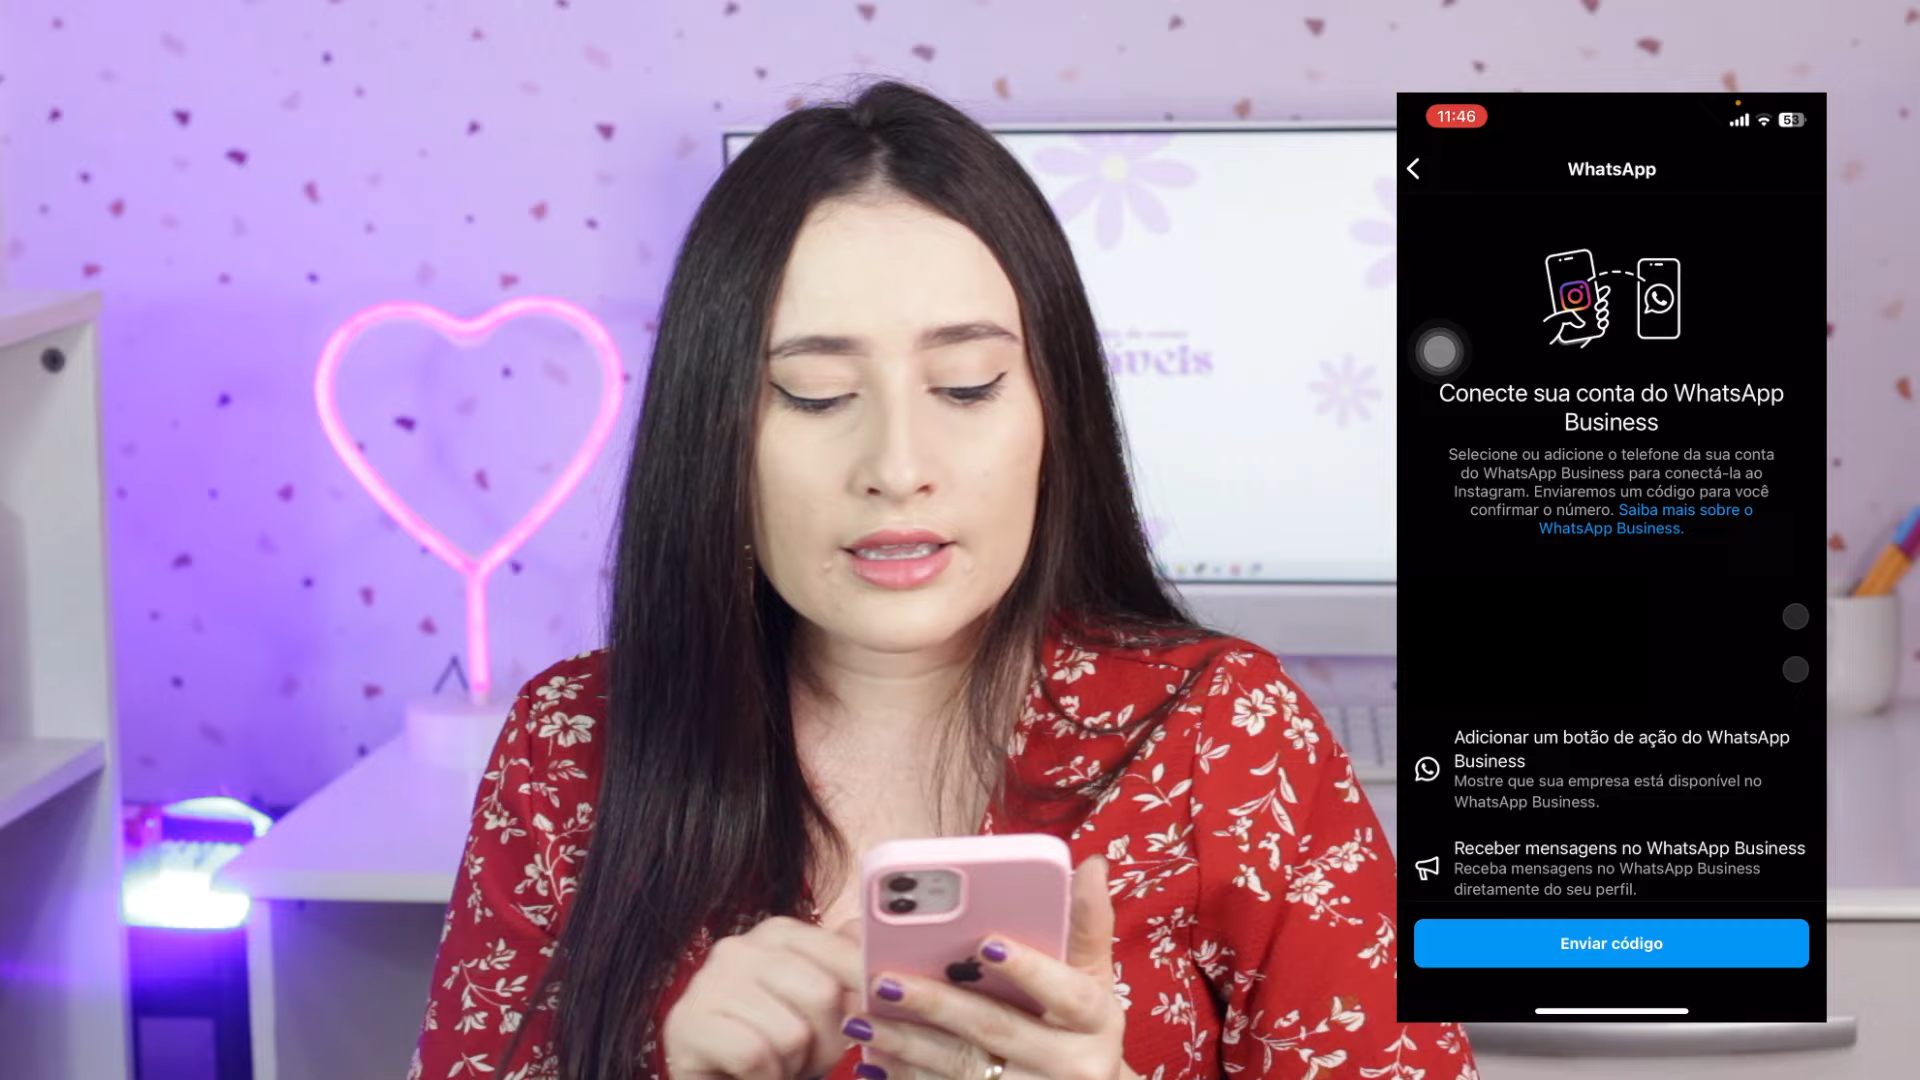 11:46
53
WhatsApp
Conecte sua conta do WhatsApp
Business
Selecione ou adicione o telefone da sua conta
do WhatsApp Business para conectá-la ao
Instagram. Enviaremos um código para você
confirmar o número. Saiba mais sobre o
WhatsApp Business.
Adicionar um botão de ação do WhatsApp
Business
Mostre que sua empresa está disponível no
WhatsApp Business.
Receber mensagens no WhatsApp Business
Receba mensagens no WhatsApp Business
diretamente do seu perfil.
Enviar código